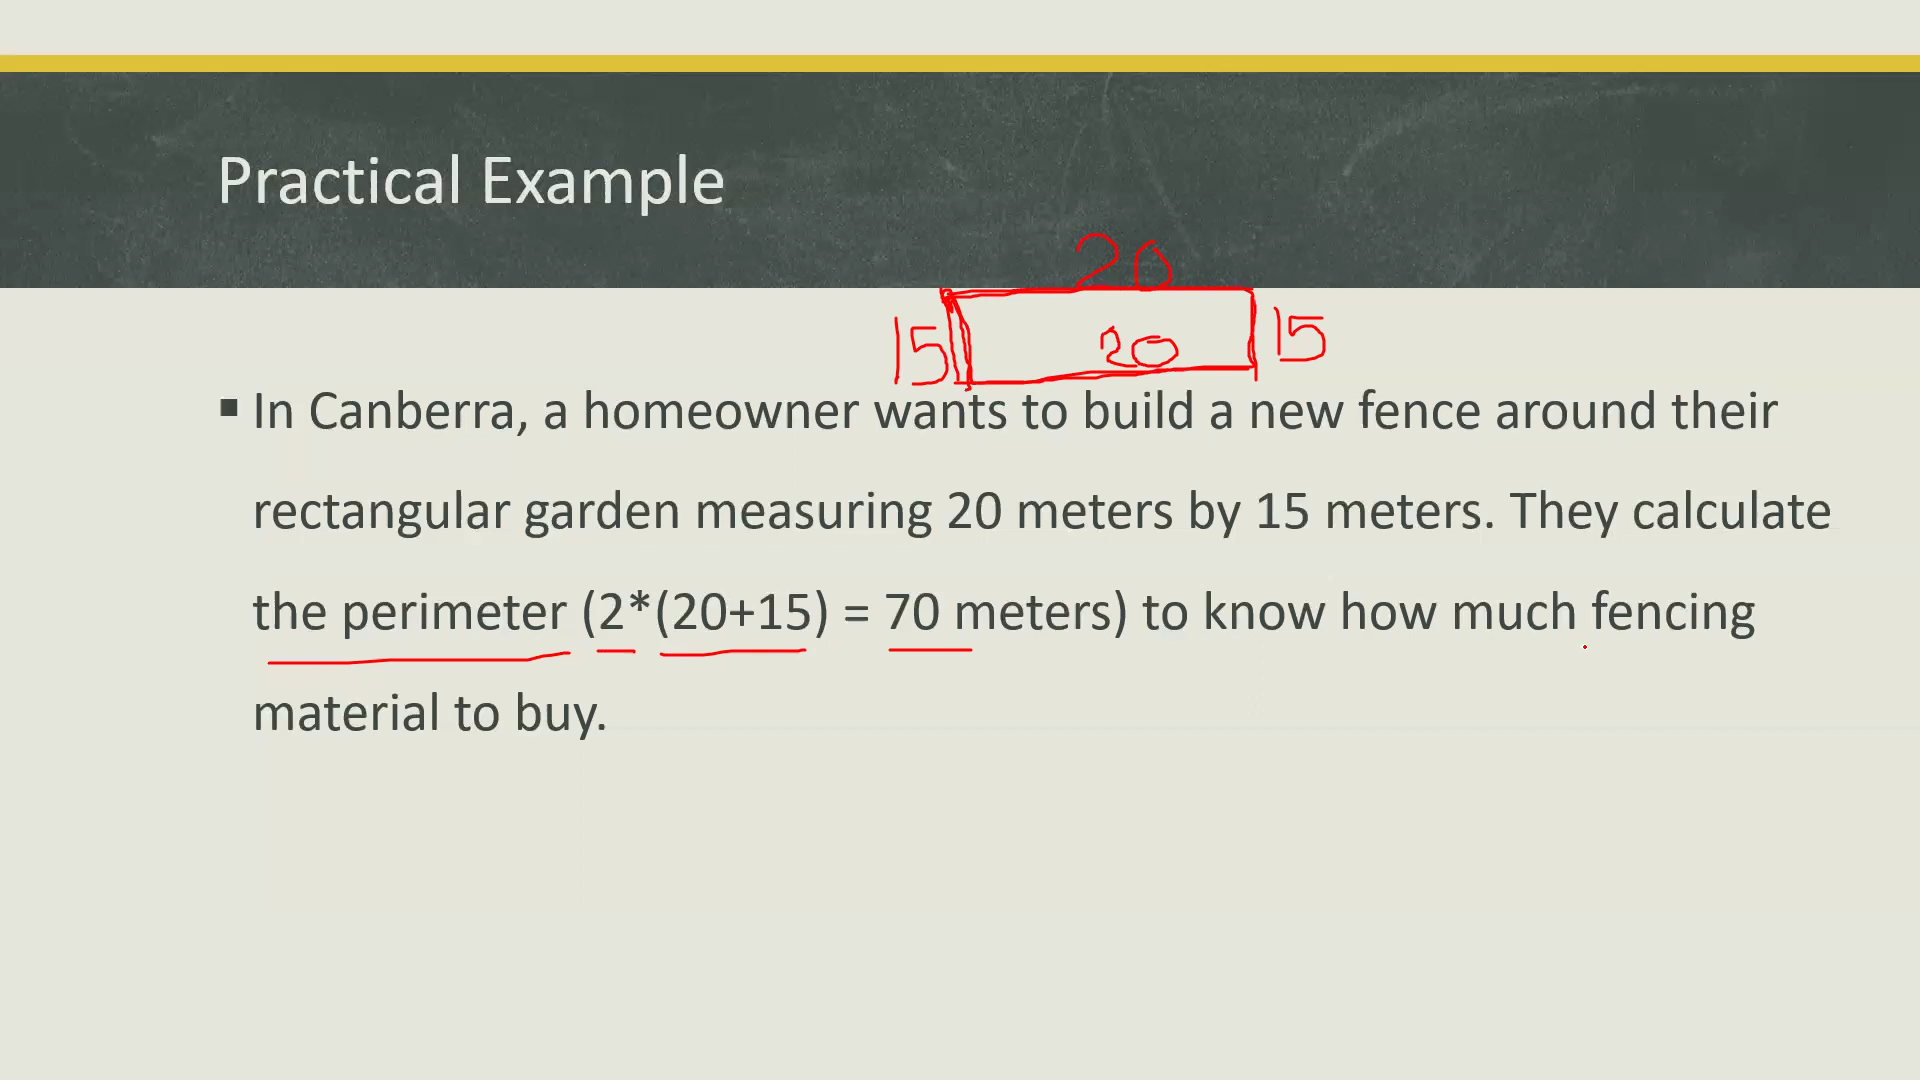 Practical Example
20
15 20 15
▪ In Canberra, a homeowner wants to build a new fence around their
rectangular garden measuring 20 meters by 15 meters. They calculate
the perimeter (2*(20+15) = 70 meters) to know how much fencing
material to buy.